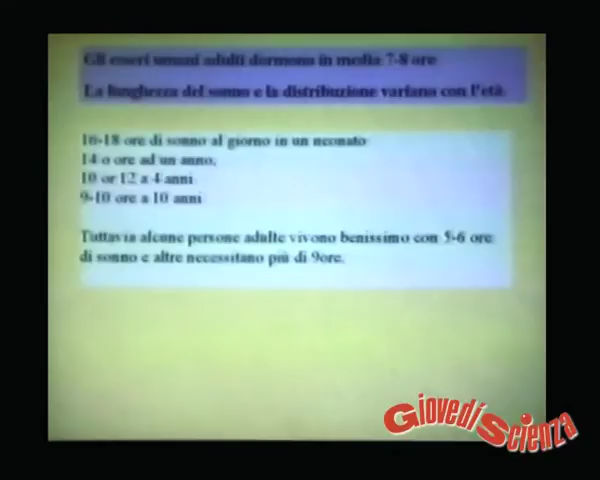 Gli esseri umani adulti dormono in media 7-8 ore
La lunghezza del sonno e la distribuzione variano con l'età.
16-18 ore di sonno al giorno in un neonato
14 o ore ad un anno,
10 or 12 a 4 anni
9-10 ore a 10 anni
Tuttavia alcune persone adulte vivono benissimo con 5-6 ore
di sonno e altre necessitano più di 9ore.
Giovedì Scienza